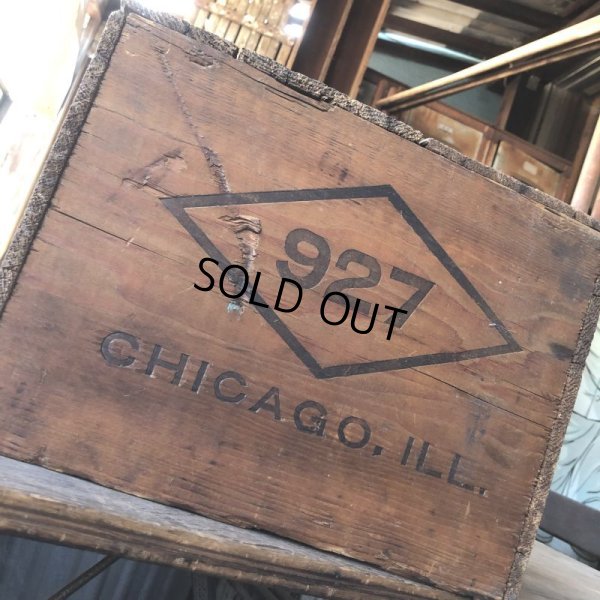 1927
SOLD OUT
CHICAGO, ILL.